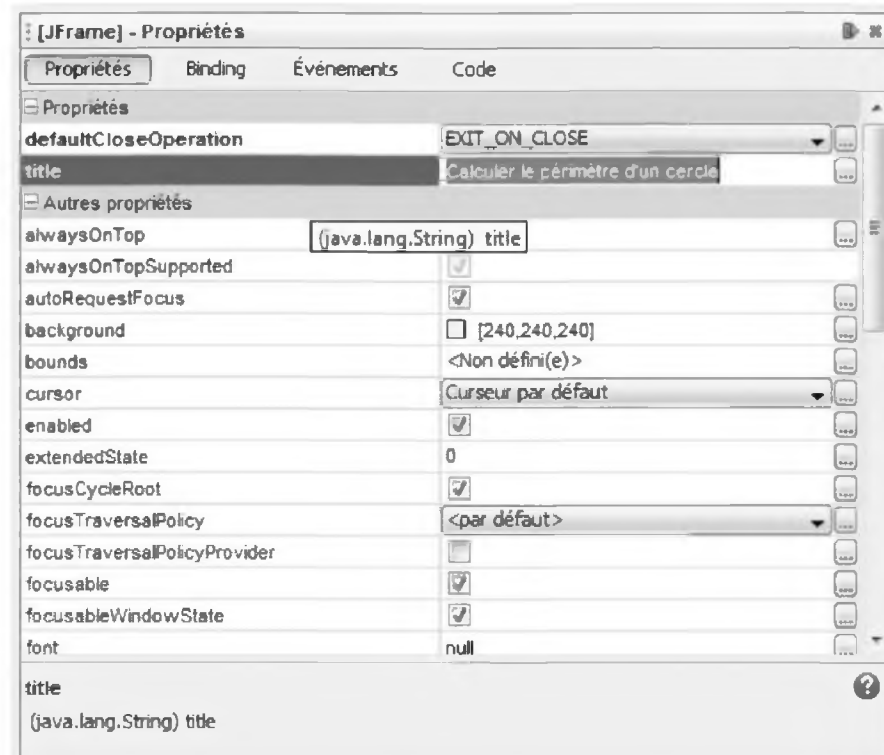 [JFrame] - Propriétés
Propriétés Binding Événements Code
Propriétés
defaultCloseOperation EXIT_ON_CLOSE ...
title Calculer le périmètre d'un cercle ...
Autres propriétés
alwaysOnTop ...
(java.lang.String) title
alwaysOnTopSupported
autoRequestFocus ...
background [240,240,240] ...
bounds <Non défini(e)> ...
cursor Curseur par défaut ...
enabled ...
extendedState 0 ...
focusCycleRoot ...
focusTraversalPolicy <par défaut> ...
focusTraversalPolicyProvider ...
focusable ...
focusableWindowState ...
font null ...
title
(java.lang.String) title